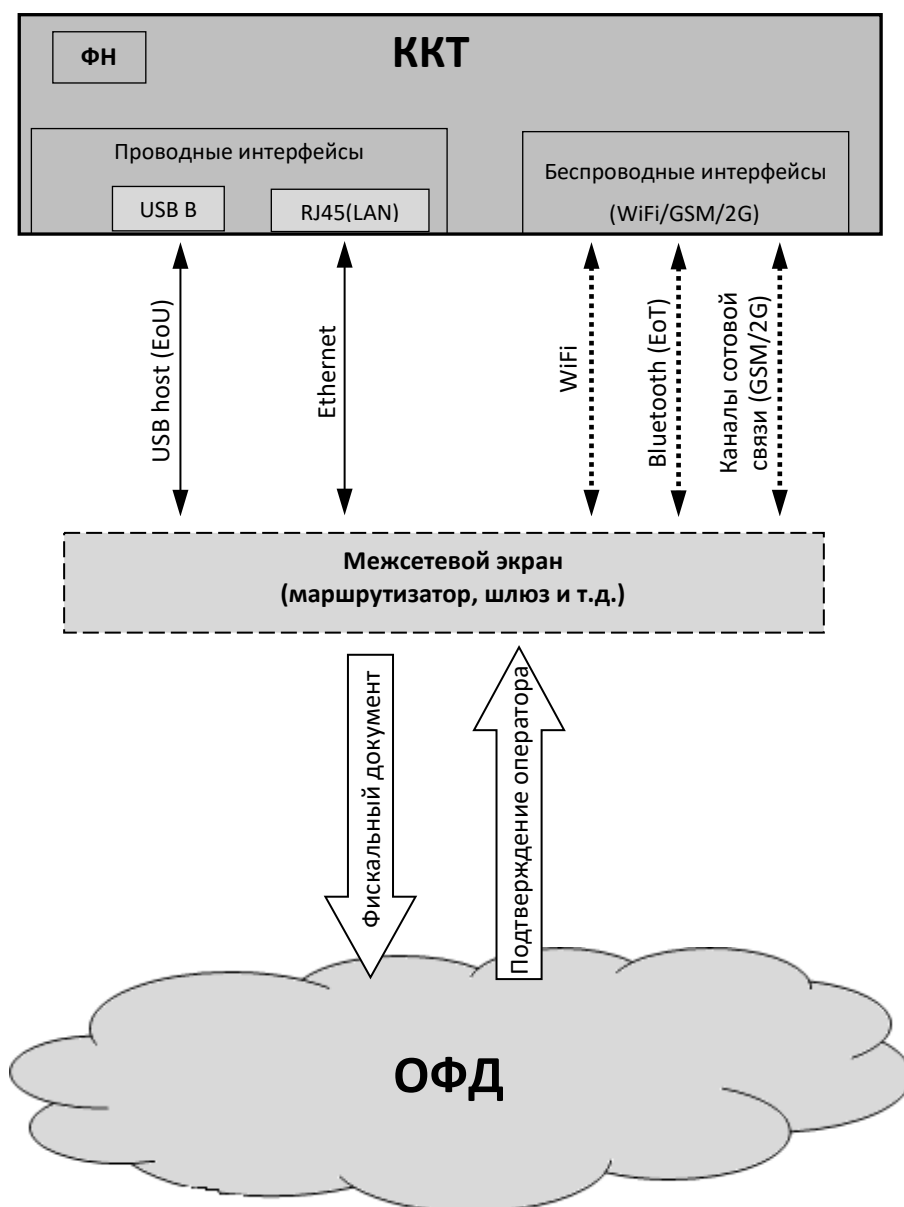 ФН
ККТ
Проводные интерфейсы
USB B
RJ45(LAN)
Беспроводные интерфейсы
(WiFi/GSM/2G)
USB host (EoU)
Ethernet
WiFi
Bluetooth (EoT)
Каналы сотовой
связи (GSM/2G)
Межсетевой экран
(маршрутизатор, шлюз и т.д.)
Фискальный документ
Подтверждение оператора
ОФД